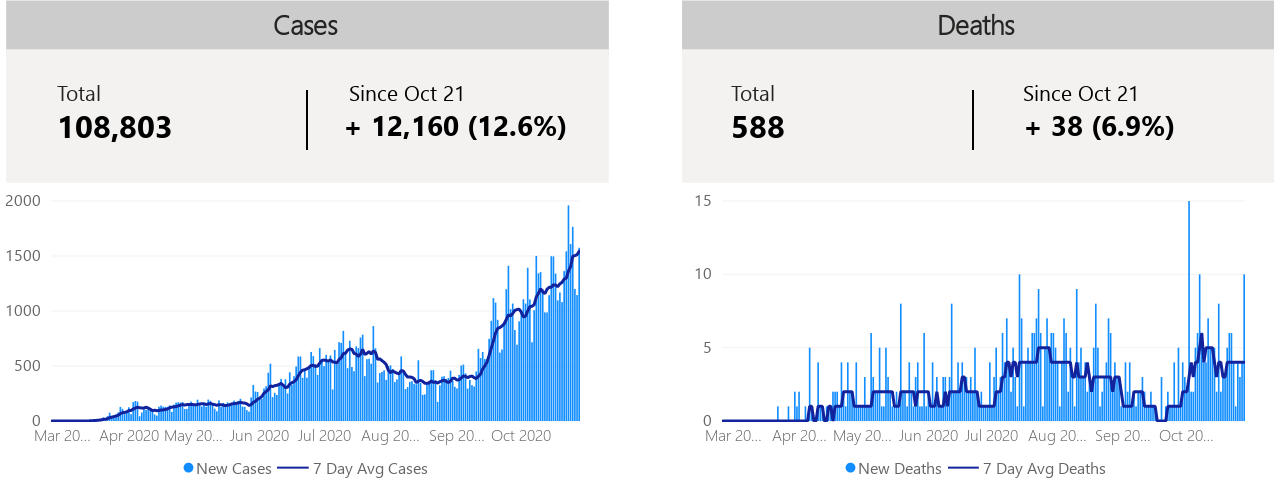 Cases
Total
108,803
Since Oct 21
+ 12,160 (12.6%)
2000
1500
1000
500
0
Mar 20... Apr 2020 May 20... Jun 2020 Jul 2020 Aug 20... Sep 20... Oct 2020
New Cases 7 Day Avg Cases
Deaths
Total
588
Since Oct 21
+ 38 (6.9%)
15
10
5
0
Mar 20... Apr 20... May 20... Jun 2020 Jul 2020 Aug 20... Sep 20... Oct 20...
New Deaths 7 Day Avg Deaths